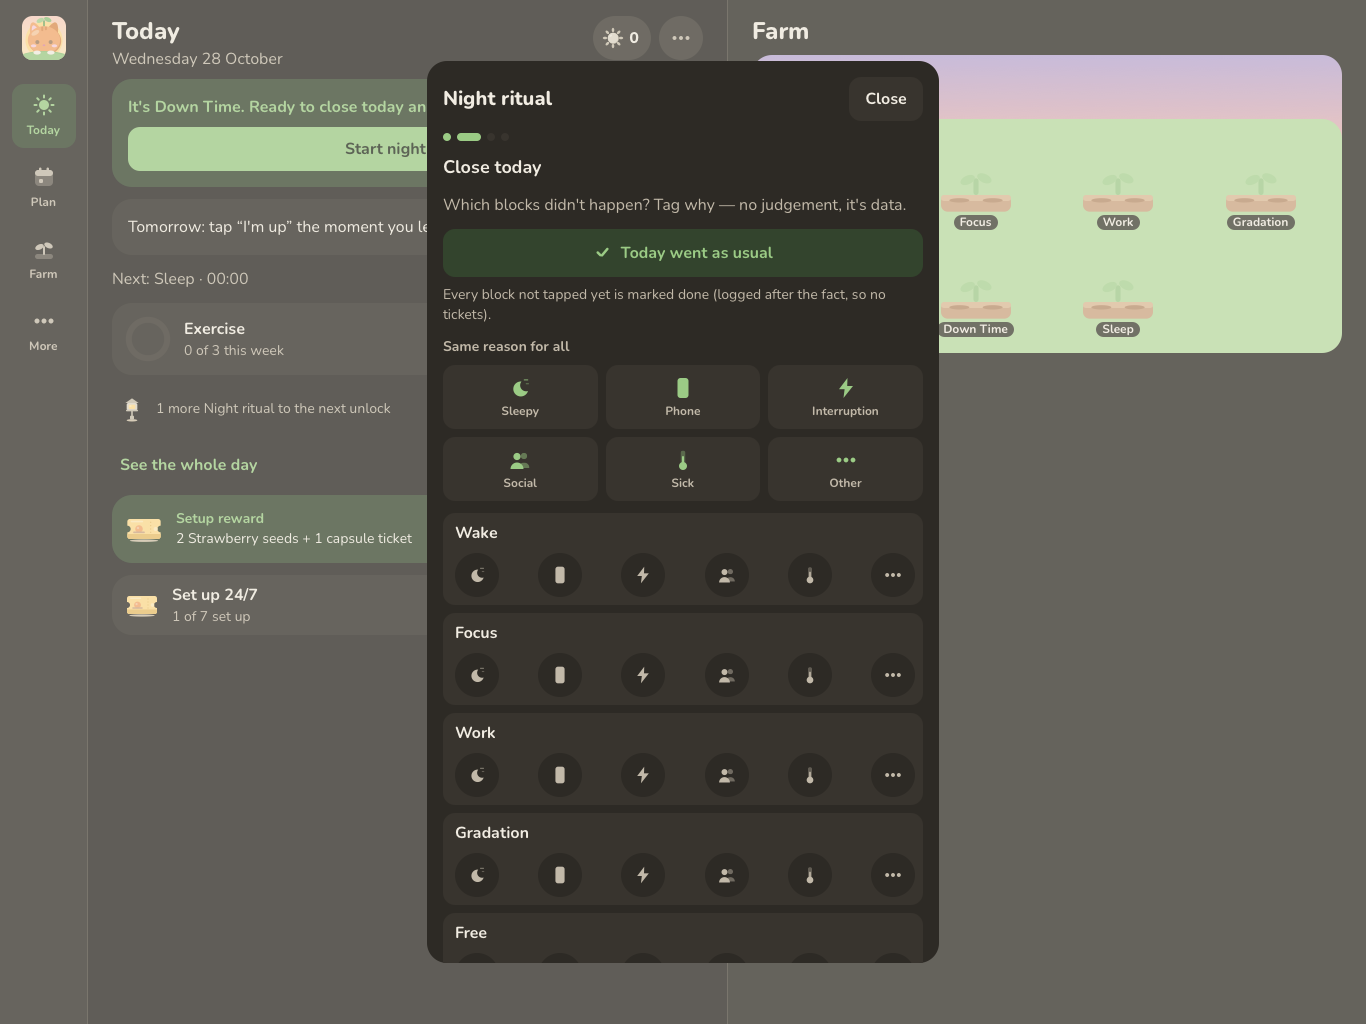 Today
Plan
Farm
More
Today
Wednesday 28 October
0
It's Down Time. Ready to close today an
Start night
Tomorrow: tap “I'm up” the moment you le
Next: Sleep · 00:00
Exercise
0 of 3 this week
1 more Night ritual to the next unlock
See the whole day
Setup reward
2 Strawberry seeds + 1 capsule ticket
Set up 24/7
1 of 7 set up
Night ritual
Close
Close today
Which blocks didn't happen? Tag why — no judgement, it's data.
Today went as usual
Every block not tapped yet is marked done (logged after the fact, so no
tickets).
Same reason for all
Sleepy
Phone
Interruption
Social
Sick
Other
Wake
Focus
Work
Gradation
Free
Farm
Focus
Work
Gradation
Down Time
Sleep